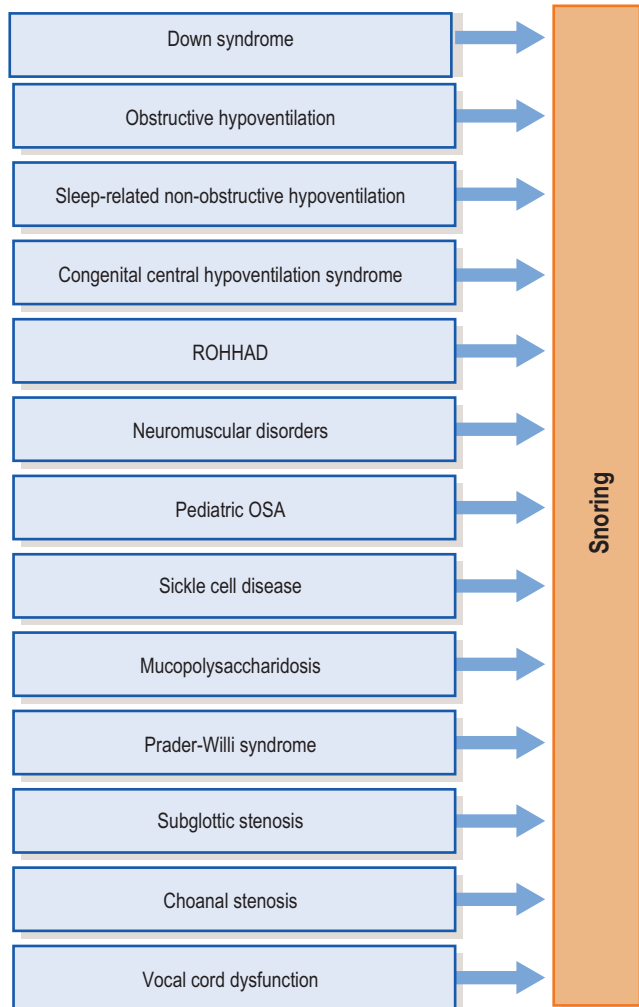 Down syndrome
Obstructive hypoventilation
Sleep-related non-obstructive hypoventilation
Congenital central hypoventilation syndrome
ROHHAD
Neuromuscular disorders
Pediatric OSA
Sickle cell disease
Mucopolysaccharidosis
Prader-Willi syndrome
Subglottic stenosis
Choanal stenosis
Vocal cord dysfunction
Snoring